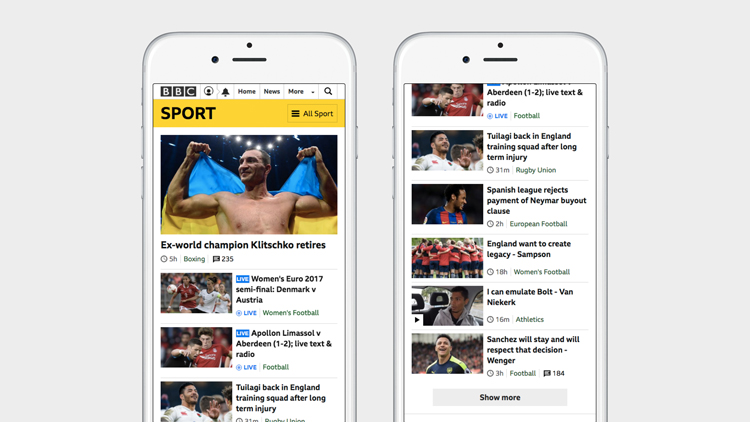 BBC Home News More
SPORT All Sport
Ex-world champion Klitschko retires
5h Boxing 235
LIVE Women's Euro 2017
semi-final: Denmark v
Austria
LIVE Women's Football
LIVE Apollon Limassol v
Aberdeen (1-2); live text &
radio
LIVE Football
Tuilagi back in England
training squad after long
term injury
31m Rugby Union
Apollon Limassol v
Aberdeen (1-2); live text &
radio
LIVE Football
Tuilagi back in England
training squad after long
term injury
31m Rugby Union
Spanish league rejects
payment of Neymar buyout
clause
2h European Football
England want to create
legacy - Sampson
18h Women's Football
I can emulate Bolt - Van
Niekerk
16m Athletics
Sanchez will stay and will
respect that decision -
Wenger
3h Football 184
Show more